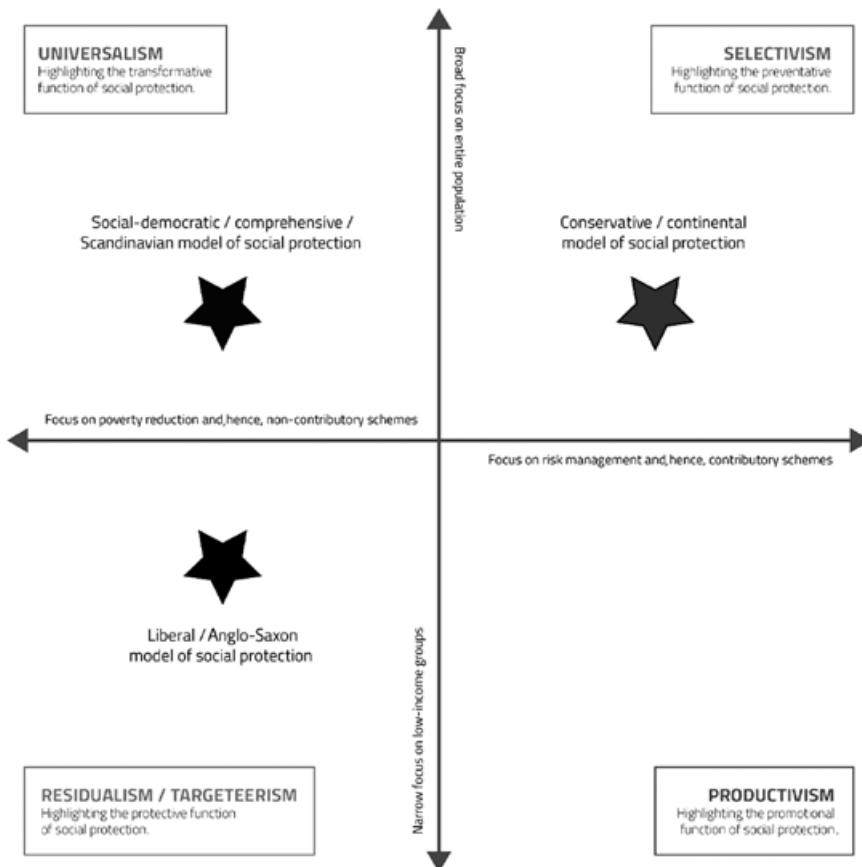 UNIVERSALISM
Highlighting the transformative
function of social protection.
SELECTIVISM
Highlighting the preventative
function of social protection.
Broad focus on entire population
Social-democratic / comprehensive /
Scandinavian model of social protection
Conservative / continental
model of social protection
Focus on poverty reduction and,hence, non-contributory schemes
Focus on risk management and,hence, contributory schemes
Liberal / Anglo-Saxon
model of social protection
Narrow focus on low-income groups
RESIDUALISM / TARGETEERISM
Highlighting the protective function
of social protection.
PRODUCTIVISM
Highlighting the promotional
function of social protection.